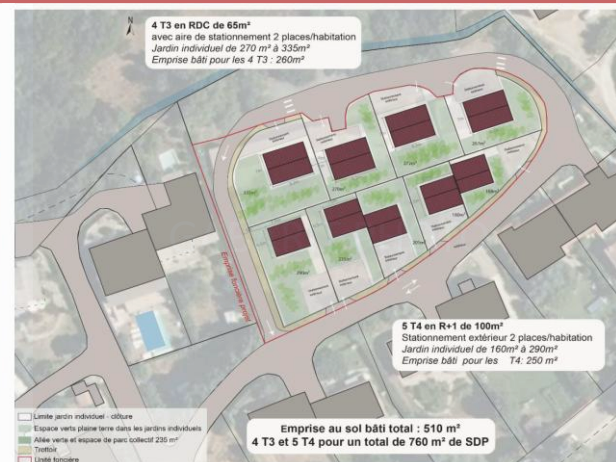 N
4 T3 en RDC de 65m²
avec aire de stationnement 2 places/habitation
Jardin individuel de 270 m² à 335m²
Emprise bâti pour les 4 T3 : 260m²
Emprise foncière projet
5 T4 en R+1 de 100m²
Stationnement extérieur 2 places/habitation
Jardin individuel de 160m² à 290m²
Emprise bâti pour les T4: 250 m²
Limite jardin individuel - clôture
Espace verts pleine terre dans les jardins individuels
Allée verte et espace de parc collectif 235 m²
Trottoir
Unité foncière
Emprise au sol bâti total : 510 m²
4 T3 et 5 T4 pour un total de 760 m² de SDP